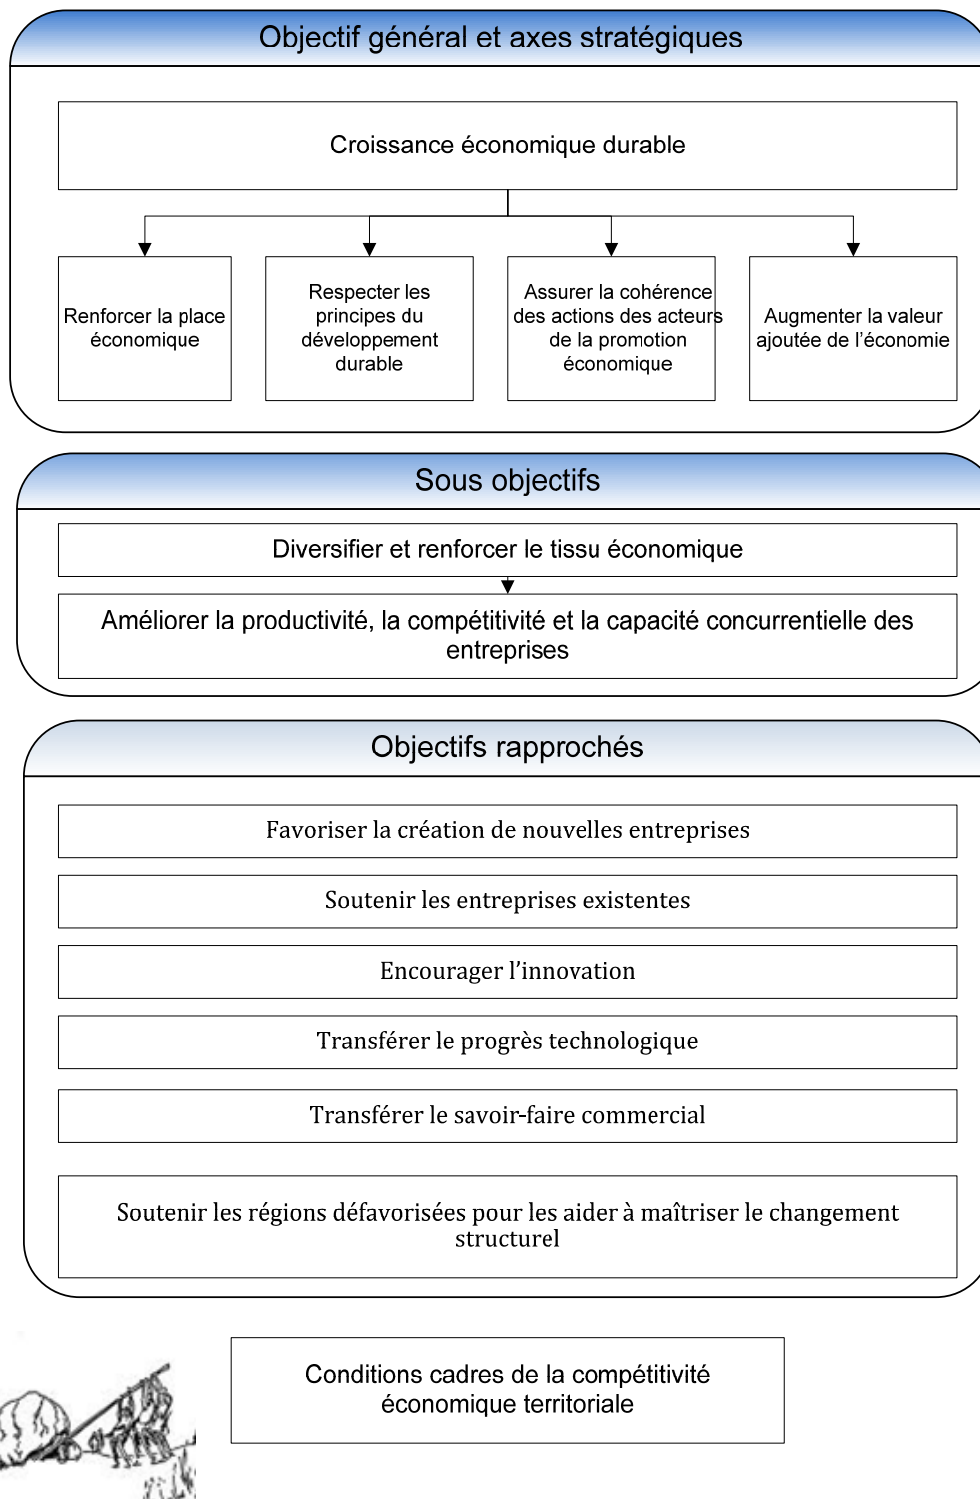 Objectif général et axes stratégiques
Croissance économique durable
Renforcer la place
économique
Respecter les
principes du
développement
durable
Assurer la cohérence
des actions des acteurs
de la promotion
économique
Augmenter la valeur
ajoutée de l’économie
Sous objectifs
Diversifier et renforcer le tissu économique
Améliorer la productivité, la compétitivité et la capacité concurrentielle des
entreprises
Objectifs rapprochés
Favoriser la création de nouvelles entreprises
Soutenir les entreprises existentes
Encourager l’innovation
Transférer le progrès technologique
Transférer le savoir-faire commercial
Soutenir les régions défavorisées pour les aider à maîtriser le changement
structurel
Conditions cadres de la compétitivité
économique territoriale